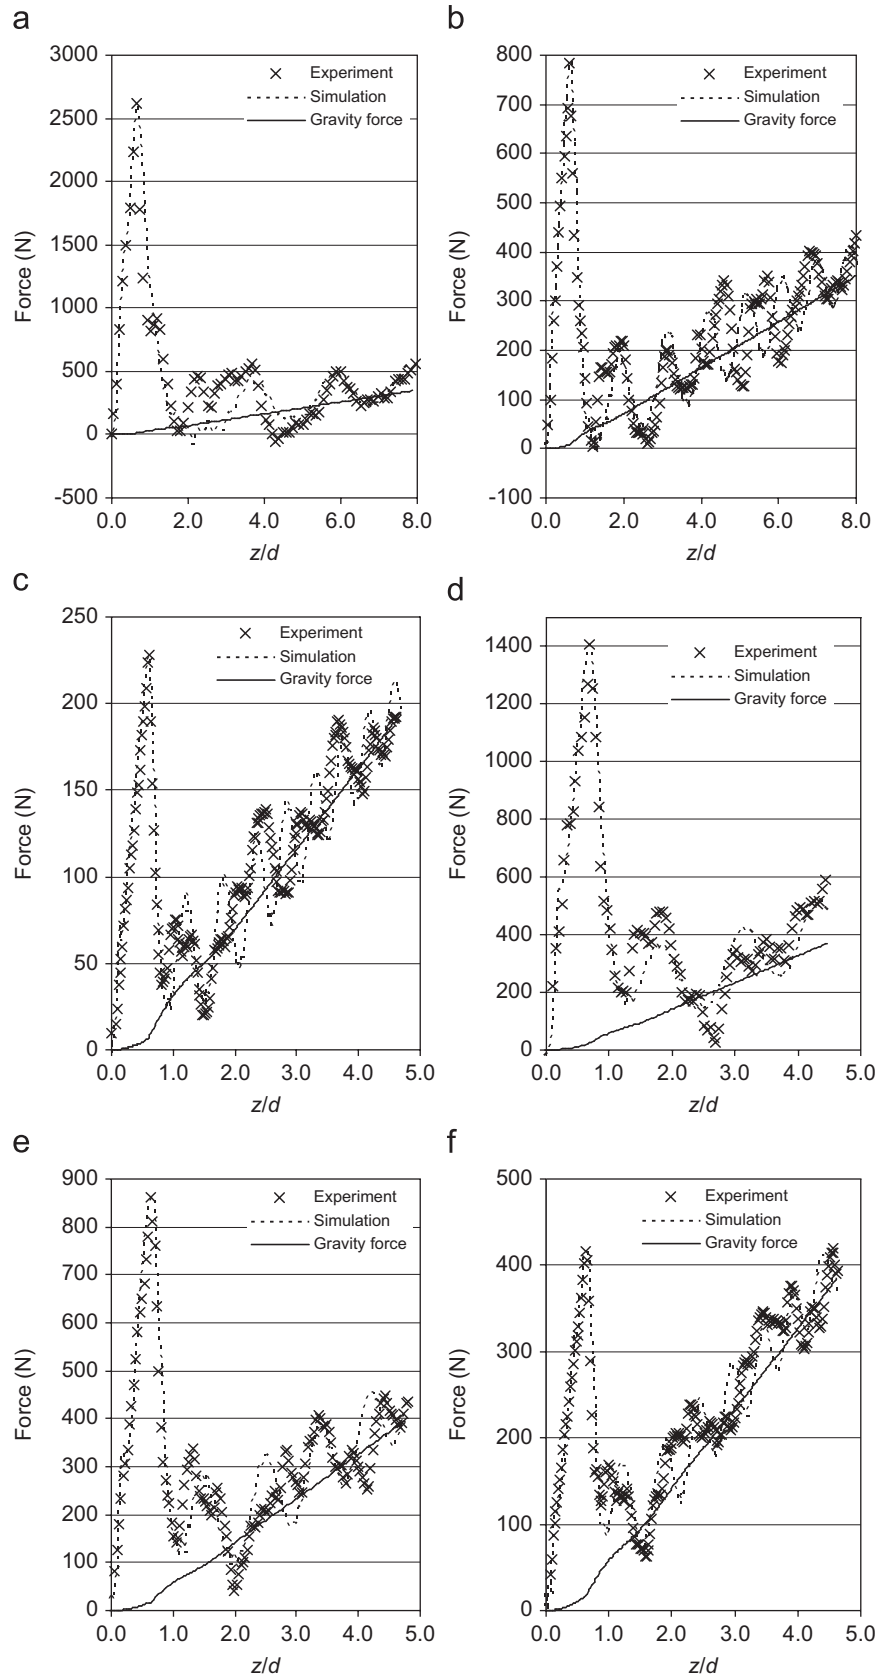 a
3000
2500
2000
1500
1000
500
0
-500
Force (N)
Experiment
Simulation
Gravity force
0.0 2.0 4.0 6.0 8.0
z/d
b
800
700
600
500
400
300
200
100
0
-100
Force (N)
Experiment
Simulation
Gravity force
0.0 2.0 4.0 6.0 8.0
z/d
c
250
200
150
100
50
0
Force (N)
Experiment
Simulation
Gravity force
0.0 1.0 2.0 3.0 4.0 5.0
z/d
d
1400
1200
1000
800
600
400
200
0
Force (N)
Experiment
Simulation
Gravity force
0.0 1.0 2.0 3.0 4.0 5.0
z/d
e
900
800
700
600
500
400
300
200
100
0
Force (N)
Experiment
Simulation
Gravity force
0.0 1.0 2.0 3.0 4.0 5.0
z/d
f
500
400
300
200
100
0
Force (N)
Experiment
Simulation
Gravity force
0.0 1.0 2.0 3.0 4.0 5.0
z/d